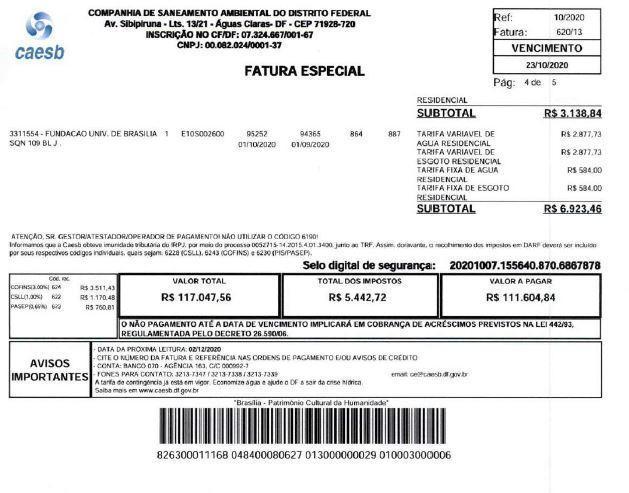 COMPANHIA DE SANEAMENTO AMBIENTAL DO DISTRITO FEDERAL
Av. Sibipiruna - Lts. 13/21 - Águas Claras- DF - CEP 71928-720
INSCRIÇÃO NO CF/DF: 07.324.667/001-67
CNPJ: 00.082.024/0001-37
caesb
FATURA ESPECIAL
Ref: 10/2020
Fatura: 620/13
VENCIMENTO
23/10/2020
Pág: 4 de 5
RESIDENCIAL
SUBTOTAL R$ 3.138,84
3311554 - FUNDACAO UNIV. DE BRASILIA 1 E10S002600 95252 94365 864 887 TARIFA VARIAVEL DE R$ 2.877,73
SQN 109 BL J . 01/10/2020 01/09/2020 AGUA RESIDENCIAL
TARIFA VARIAVEL DE R$ 2.877,73
ESGOTO RESIDENCIAL
TARIFA FIXA DE AGUA R$ 584,00
RESIDENCIAL
TARIFA FIXA DE ESGOTO R$ 584,00
RESIDENCIAL
SUBTOTAL R$ 6.923,46
ATENÇÃO, SR. GESTOR/ATESTADOR/OPERADOR DE PAGAMENTO! NÃO UTILIZAR O CÓDIGO 6190!
Informamos que a Caesb obteve imunidade tributária do IRPJ, por meio do processo 0052715-14.2015.4.01.3400, junto ao TRF. Assim, doravante, o recolhimento dos impostos em DARF deverá ser incluído
por seus respectivos códigos individuais, quais sejam: 6228 (CSLL), 6243 (COFINS) e 6230 (PIS/PASEP).
Selo digital de segurança: 20201007.155640.870.6867878
Cód. rec.
COFINS(3,00%) 624 R$ 3.511,43
CSLL(1,00%) 622 R$ 1.170,48
PASEP(0,65%) 623 R$ 760,81
VALOR TOTAL
R$ 117.047,56
TOTAL DOS IMPOSTOS
R$ 5.442,72
VALOR A PAGAR
R$ 111.604,84
O NÃO PAGAMENTO ATÉ A DATA DE VENCIMENTO IMPLICARÁ EM COBRANÇA DE ACRÉSCIMOS PREVISTOS NA LEI 442/93,
REGULAMENTADA PELO DECRETO 26.590/06.
AVISOS
IMPORTANTES
- DATA DA PRÓXIMA LEITURA: 02/12/2020
- CITE O NÚMERO DA FATURA E REFERÊNCIA NAS ORDENS DE PAGAMENTO E/OU AVISOS DE CRÉDITO
- CONTA: BANCO 070 - AGÊNCIA 163, C/C 000992-7
- FONES PARA CONTATO: 3213-7347 / 3213-7338 / 3213-7339 email: ce@caesb.df.gov.br
A tarifa de contingência já está em vigor. Economize água e ajude o DF a sair da crise hídrica.
Saiba mais em www.caesb.df.gov.br
"Brasília - Patrimônio Cultural da Humanidade"
826300011168 048400080627 013000000029 010003000006